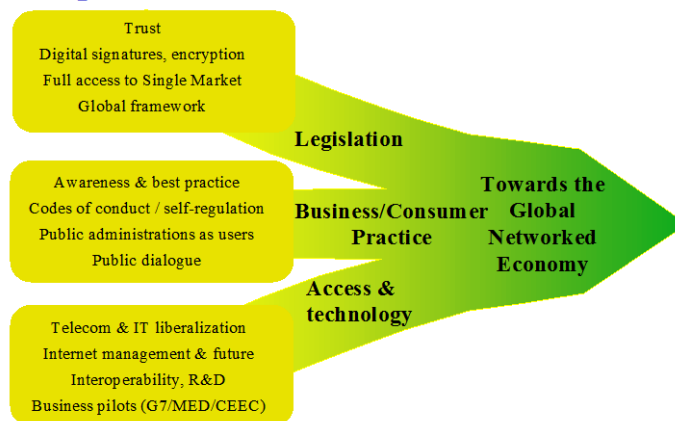 Trust
Digital signatures, encryption
Full access to Single Market
Global framework
Legislation
Awareness & best practice
Codes of conduct / self-regulation
Public administrations as users
Public dialogue
Business/Consumer
Practice
Telecom & IT liberalization
Internet management & future
Interoperability, R&D
Business pilots (G7/MED/CEEC)
Access &
technology
Towards the
Global
Networked
Economy